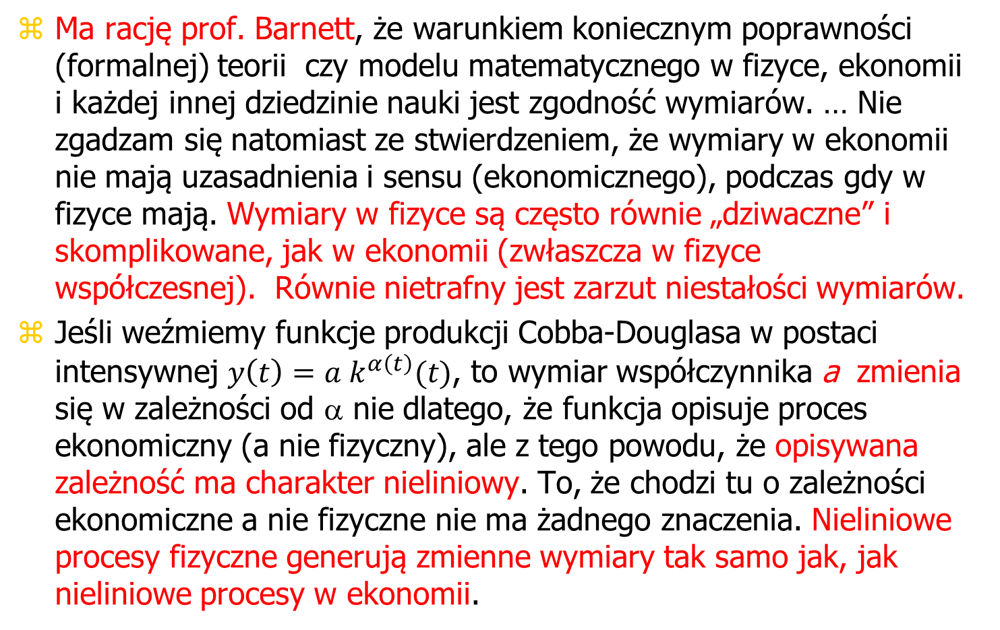 ⌘ Ma rację prof. Barnett, że warunkiem koniecznym poprawności
(formalnej) teorii  czy modelu matematycznego w fizyce, ekonomii
i każdej innej dziedzinie nauki jest zgodność wymiarów. … Nie
zgadzam się natomiast ze stwierdzeniem, że wymiary w ekonomii
nie mają uzasadnienia i sensu (ekonomicznego), podczas gdy w
fizyce mają. Wymiary w fizyce są często równie „dziwaczne” i
skomplikowane, jak w ekonomii (zwłaszcza w fizyce
współczesnej).  Równie nietrafny jest zarzut niestałości wymiarów.
⌘ Jeśli weźmiemy funkcje produkcji Cobba-Douglasa w postaci
intensywnej y(t) = a k^α(t)(t), to wymiar współczynnika a  zmienia
się w zależności od α nie dlatego, że funkcja opisuje proces
ekonomiczny (a nie fizyczny), ale z tego powodu, że opisywana
zależność ma charakter nieliniowy. To, że chodzi tu o zależności
ekonomiczne a nie fizyczne nie ma żadnego znaczenia. Nieliniowe
procesy fizyczne generują zmienne wymiary tak samo jak, jak
nieliniowe procesy w ekonomii.